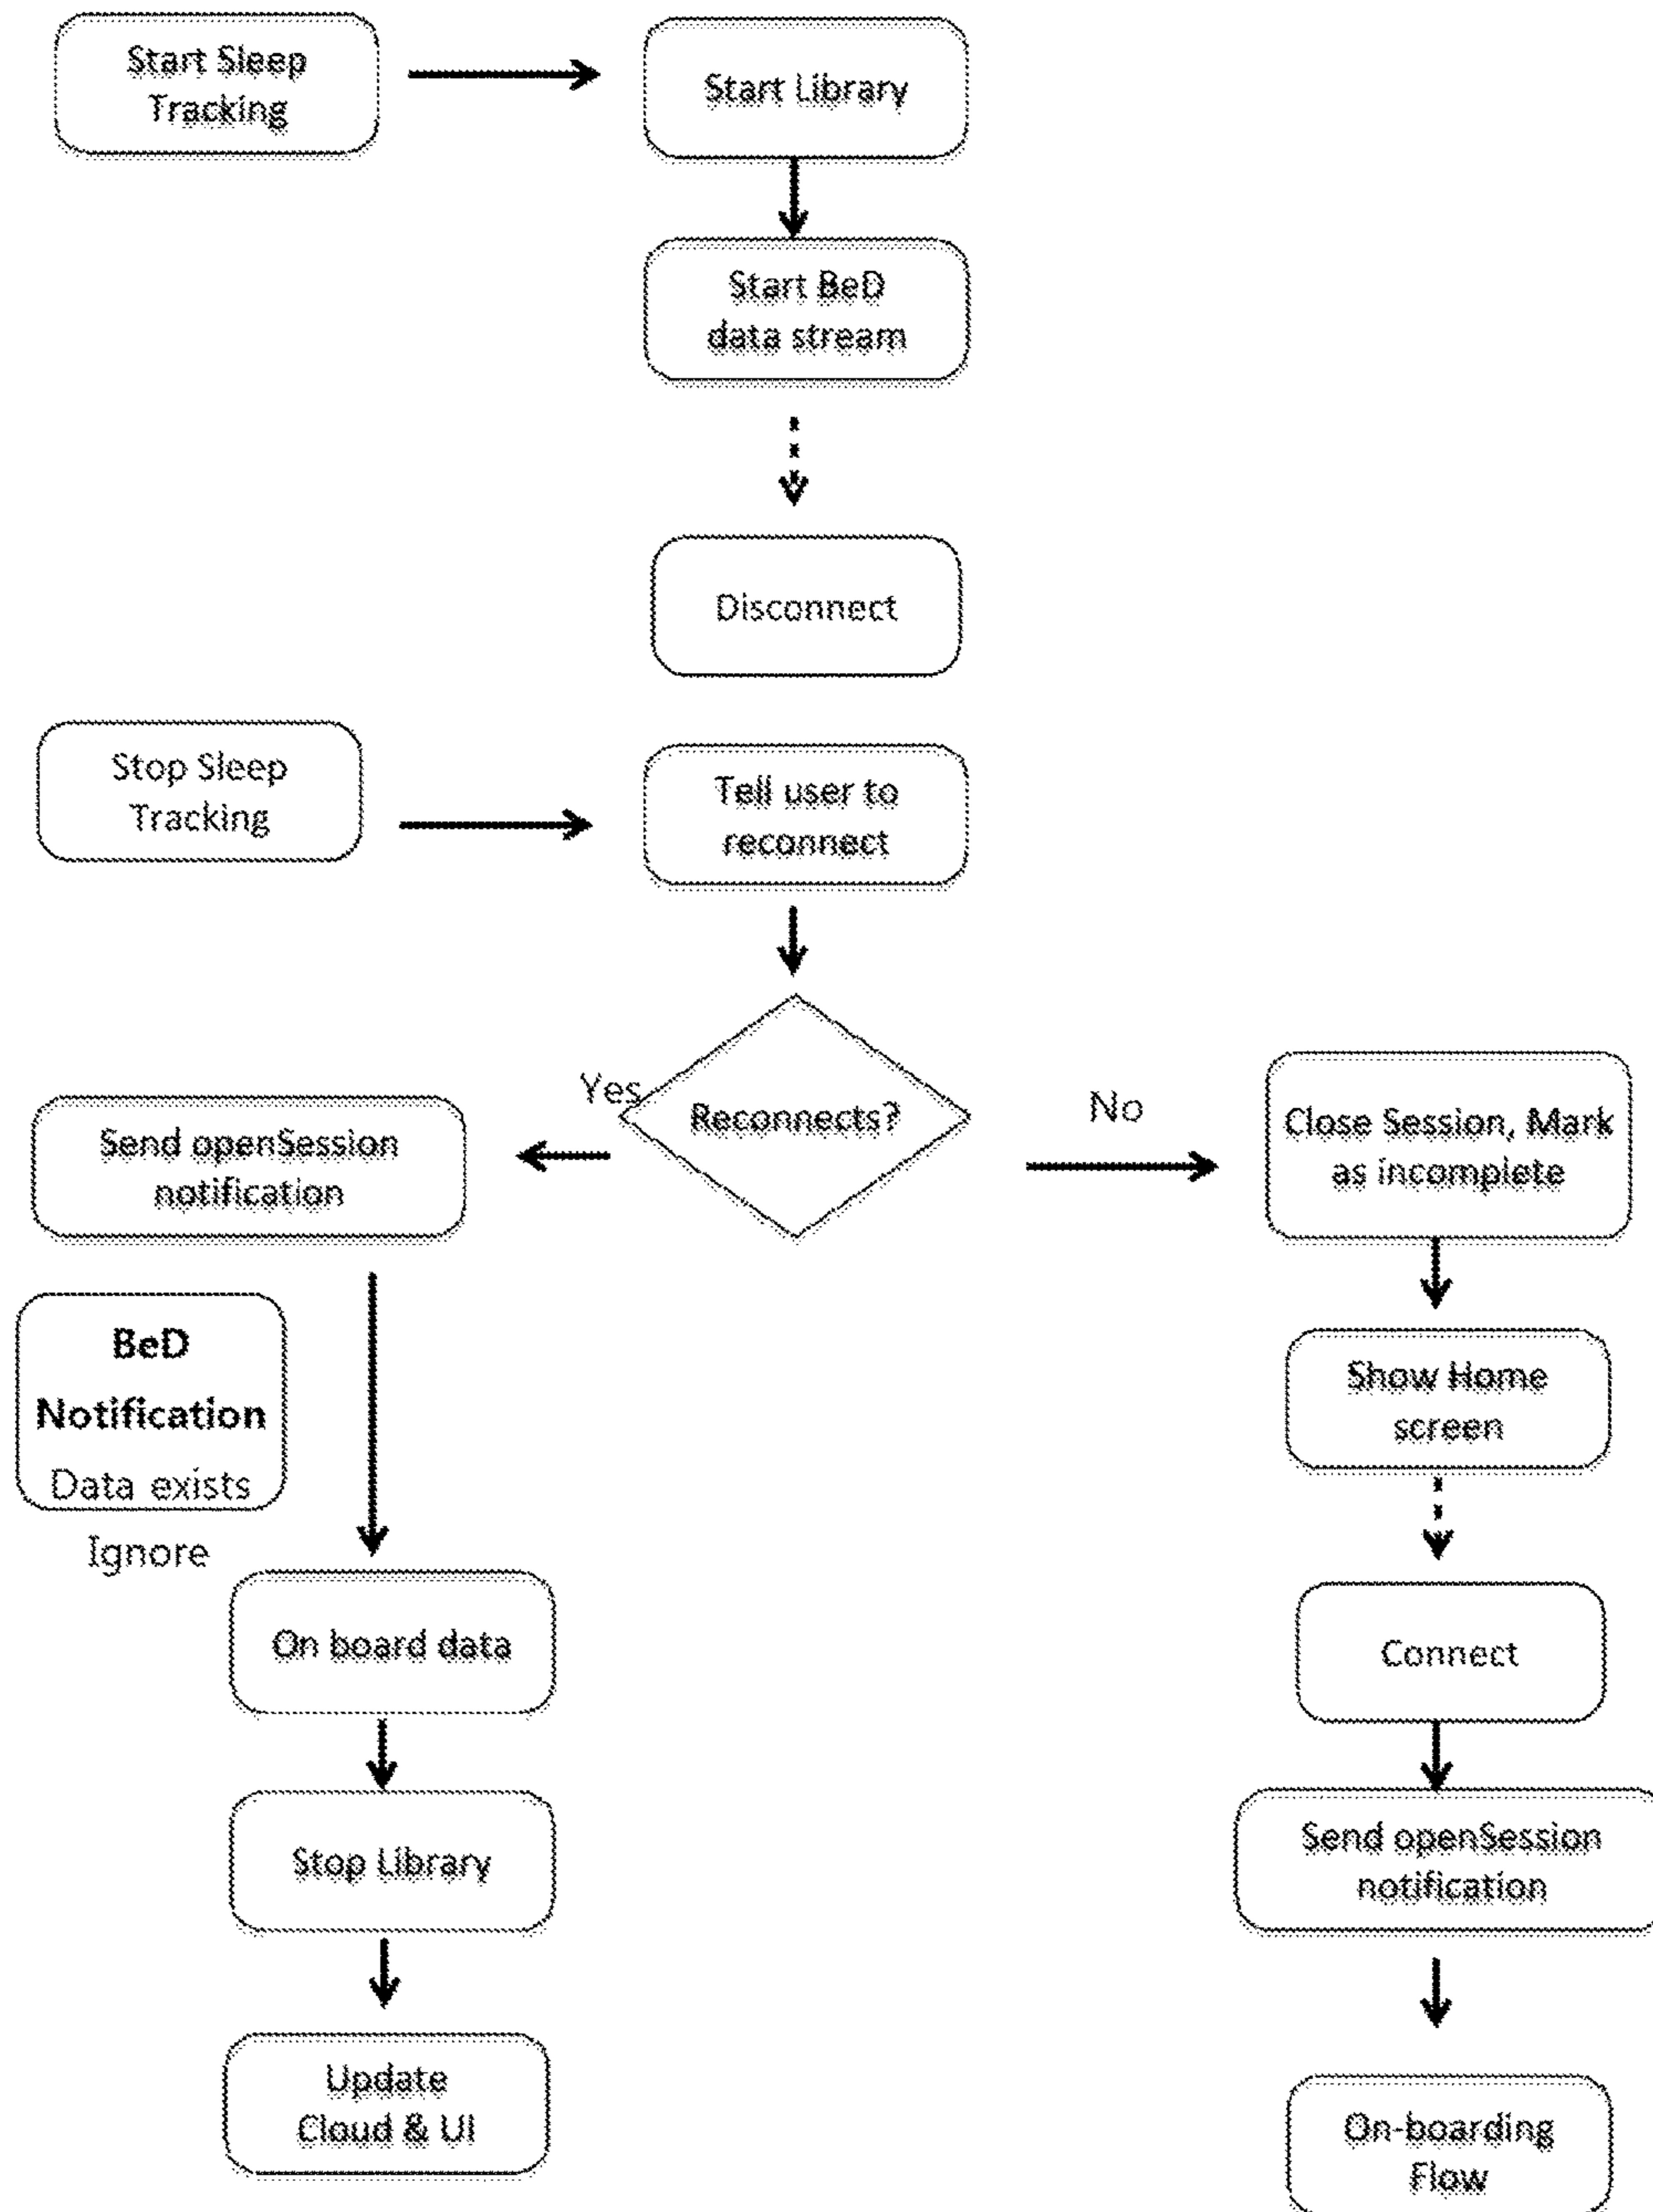 Start Sleep
Tracking
Start Library
Start BeD
data stream
Disconnect
Stop Sleep
Tracking
Tell user to
reconnect
Reconnects?
Yes
No
Send openSession
notification
Close Session, Mark
as incomplete
BeD
Notification
Data exists
Ignore
Show Home
screen
On board data
Connect
Stop Library
Send openSession
notification
Update
Cloud & UI
On-boarding
Flow